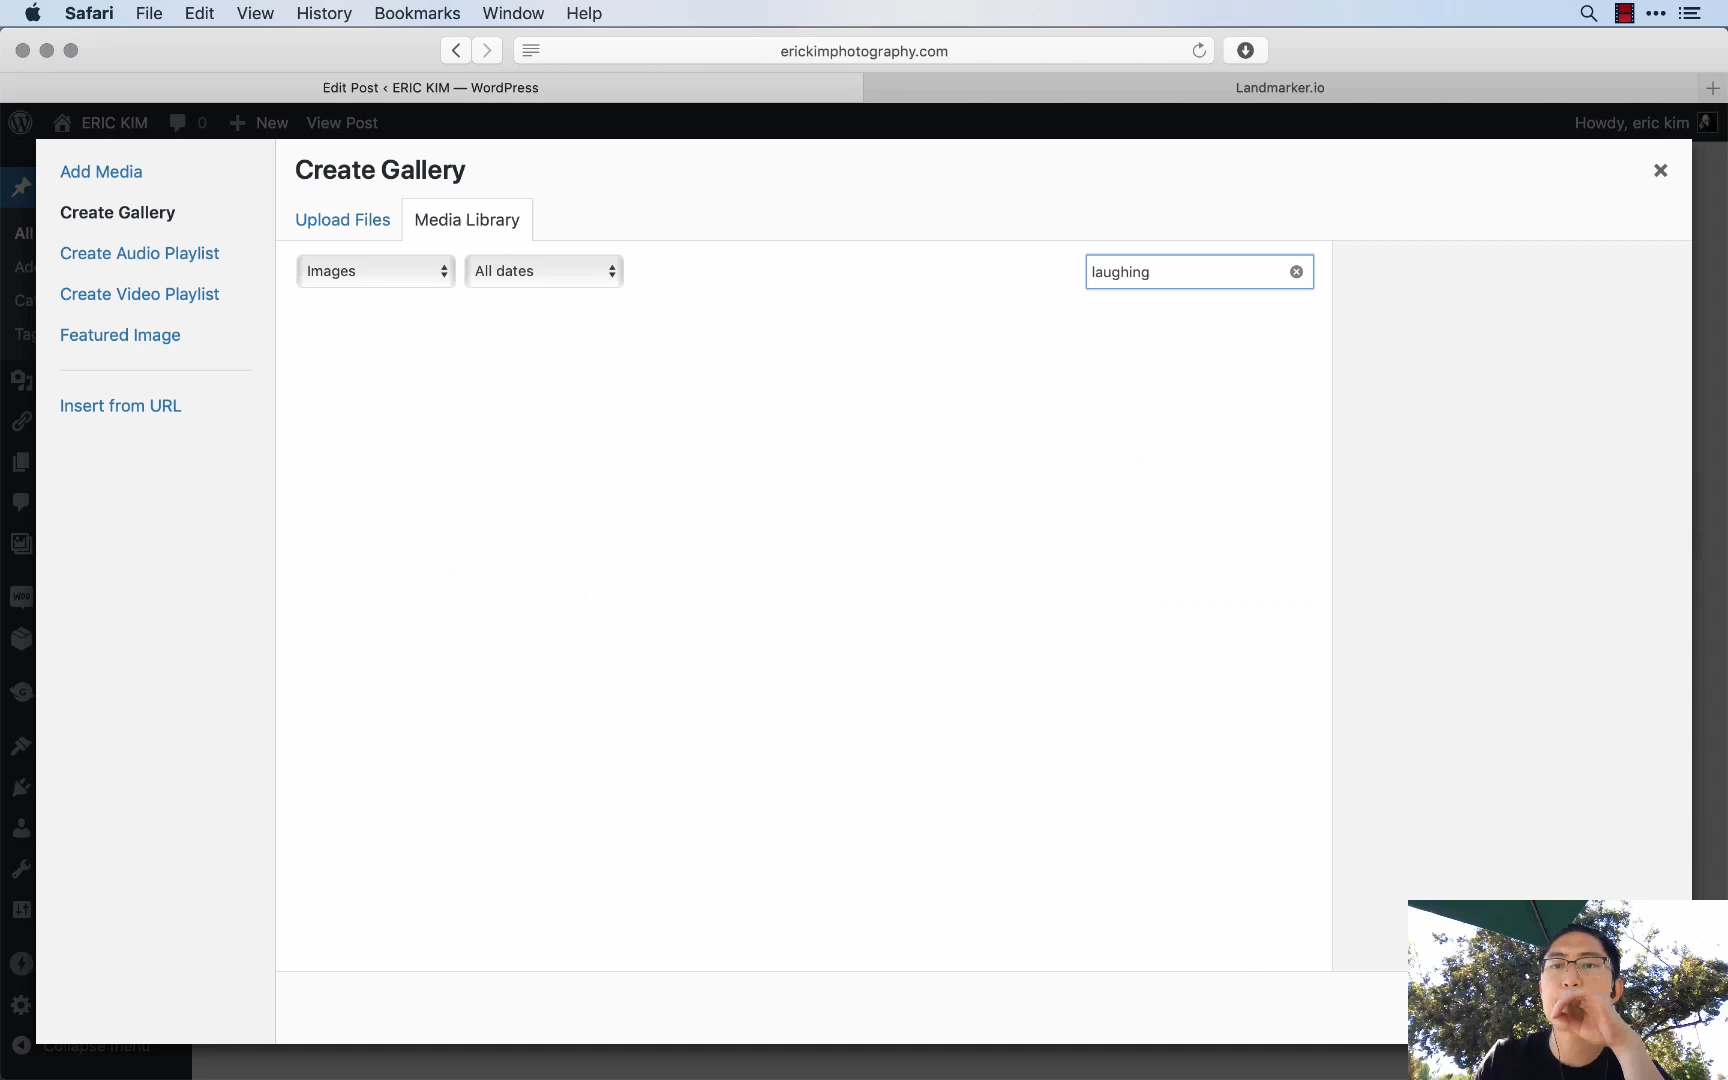 Safari File Edit View History Bookmarks Window Help
erickimphotography.com
Edit Post ‹ ERIC KIM — WordPress
Landmarker.io
ERIC KIM 0 New View Post
Howdy, eric kim
Add Media
Create Gallery
Create Audio Playlist
Create Video Playlist
Featured Image
Insert from URL
Create Gallery
Upload Files Media Library
Images All dates laughing
All
Ad
Ca
Tag
WOO
G
Collapse menu